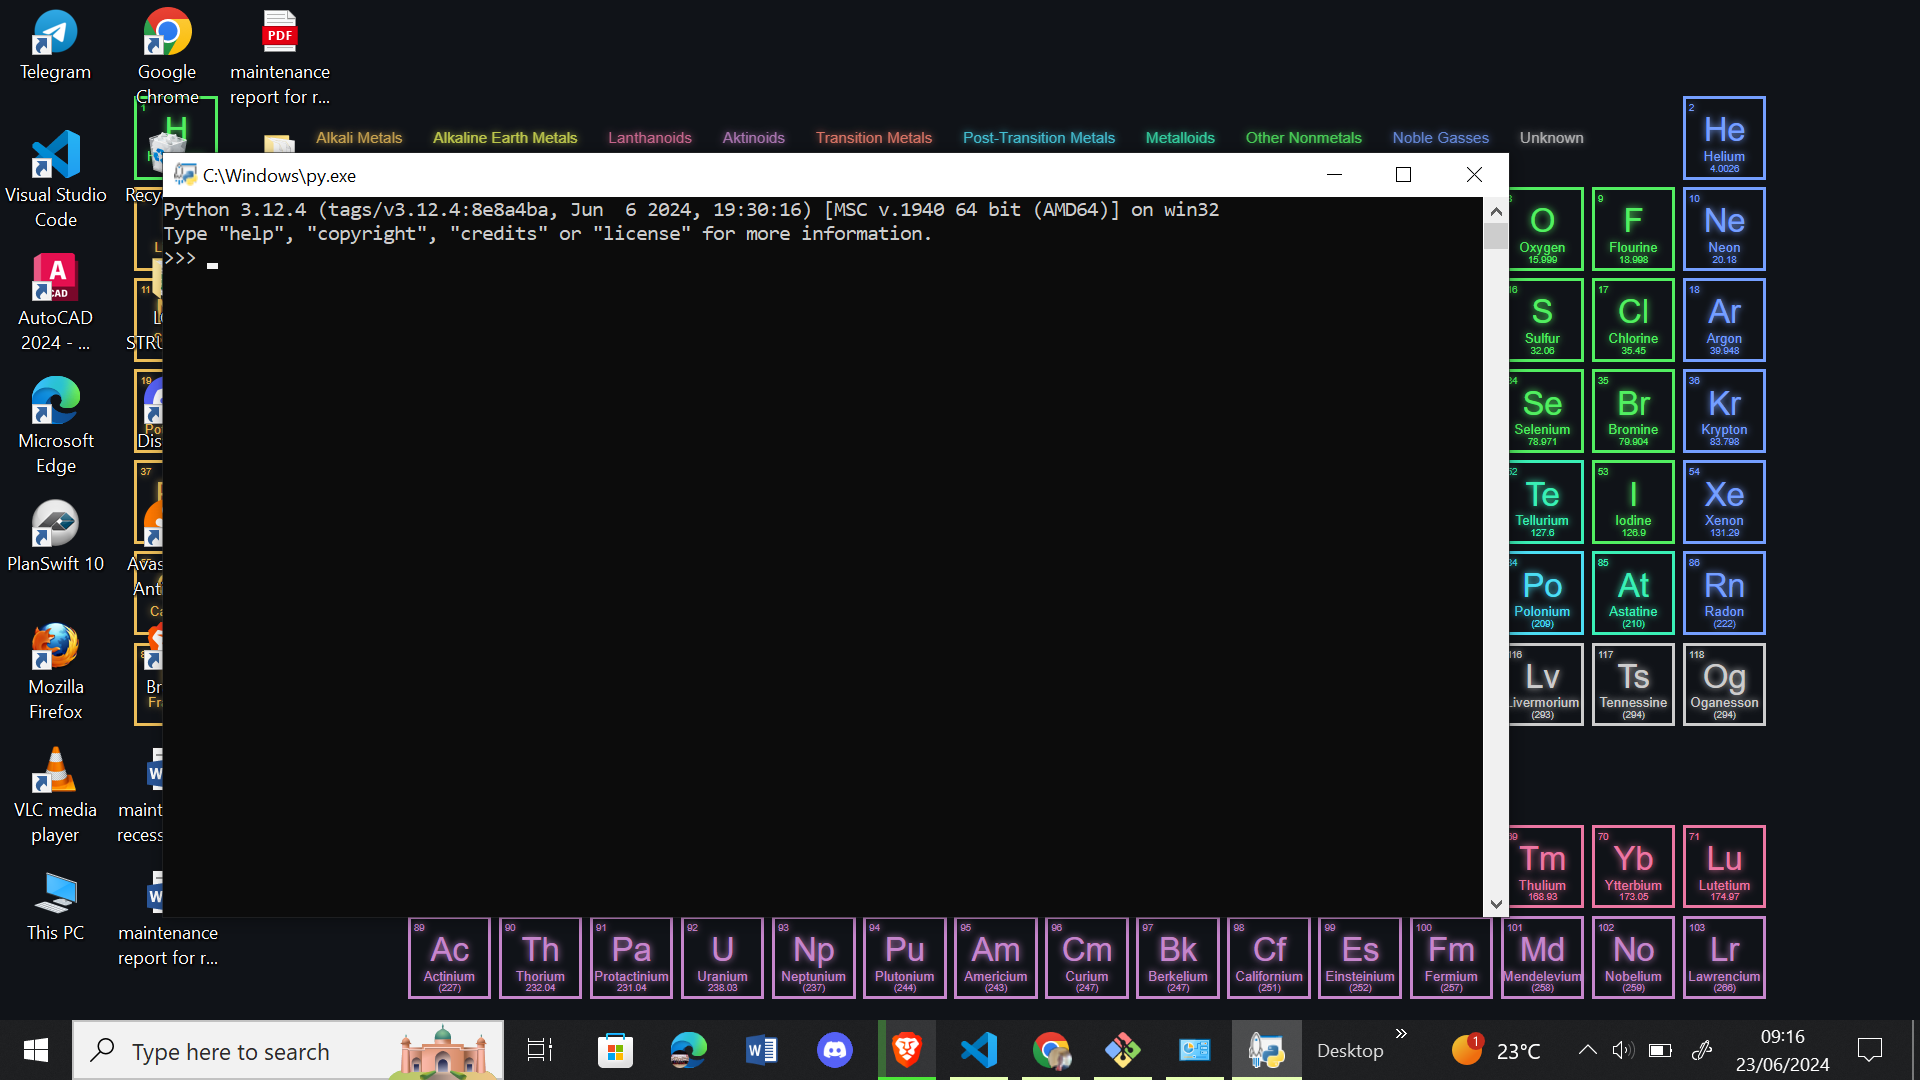 Telegram
Google
Chrome
PDF
maintenance
report for r...
Alkali Metals Alkaline Earth Metals Lanthanoids Aktinoids Transition Metals Post-Transition Metals Metalloids Other Nonmetals Noble Gasses Unknown
1
H
2
He
Helium
4.0026
C:\Windows\py.exe
Python 3.12.4 (tags/v3.12.4:8e8a4ba, Jun  6 2024, 19:30:16) [MSC v.1940 64 bit (AMD64)] on win32
Type "help", "copyright", "credits" or "license" for more information.
>>>
Visual Studio
Code
A
CAD
AutoCAD
2024 - ...
Microsoft
Edge
PlanSwift 10
Mozilla
Firefox
VLC media
player
This PC
maintenance
report for r...
11
19
37
O
Oxygen
15.999
9
F
Flourine
18.998
10
Ne
Neon
20.18
S
Sulfur
32.06
17
Cl
Chlorine
35.45
18
Ar
Argon
39.948
Se
Selenium
78.971
35
Br
Bromine
79.904
36
Kr
Krypton
83.798
Te
Tellurium
127.6
53
I
Iodine
126.9
54
Xe
Xenon
131.29
Po
Polonium
(209)
85
At
Astatine
(210)
86
Rn
Radon
(222)
116
Lv
Livermorium
(293)
117
Ts
Tennessine
(294)
118
Og
Oganesson
(294)
Tm
Thulium
168.93
70
Yb
Ytterbium
173.05
71
Lu
Lutetium
174.97
89
Ac
Actinium
(227)
90
Th
Thorium
232.04
91
Pa
Protactinium
231.04
92
U
Uranium
238.03
93
Np
Neptunium
(237)
94
Pu
Plutonium
(244)
95
Am
Americium
(243)
96
Cm
Curium
(247)
97
Bk
Berkelium
(247)
98
Cf
Californium
(251)
99
Es
Einsteinium
(252)
100
Fm
Fermium
(257)
101
Md
Mendelevium
(258)
102
No
Nobelium
(259)
103
Lr
Lawrencium
(266)
Type here to search
Desktop
1
23°C
09:16
23/06/2024